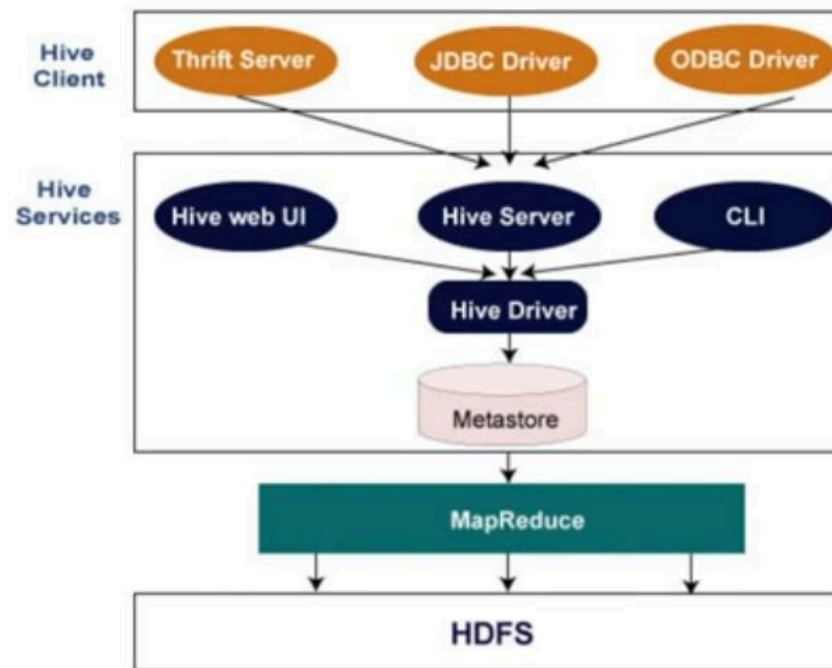 Hive
Client
Thrift Server
JDBC Driver
ODBC Driver
Hive
Services
Hive web UI
Hive Server
CLI
Hive Driver
Metastore
MapReduce
HDFS